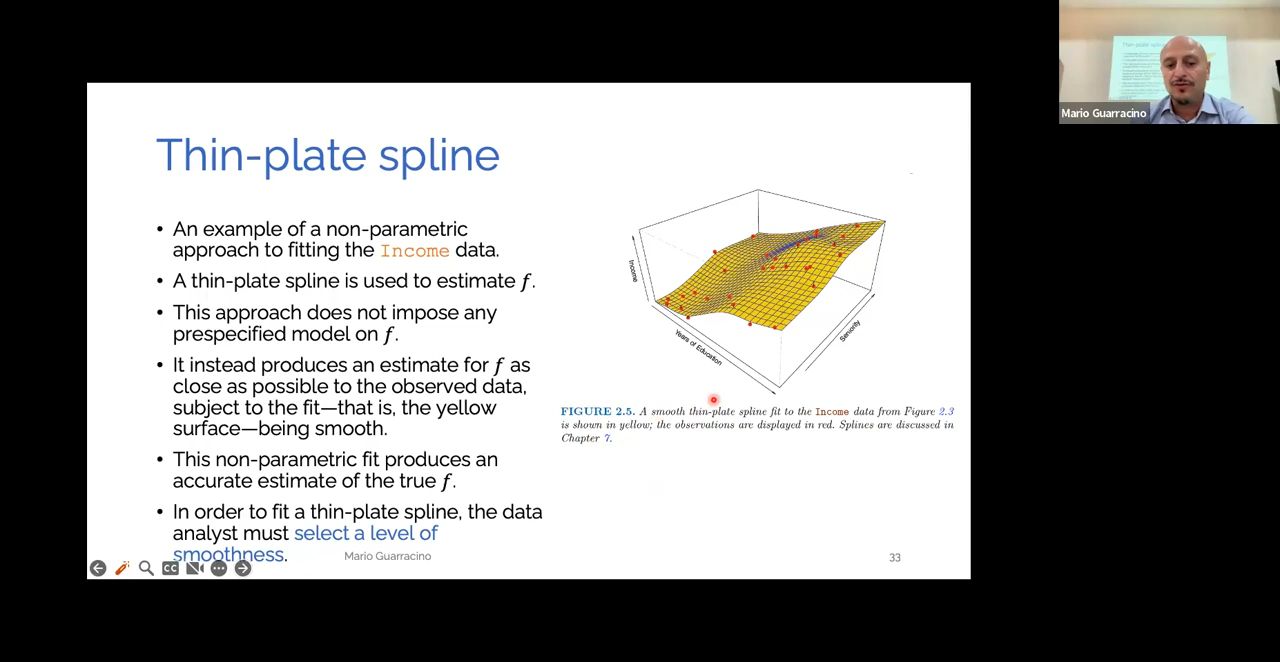 Mario Guarracino
Thin-plate spline
• An example of a non-parametric
approach to fitting the Income data.
• A thin-plate spline is used to estimate f.
• This approach does not impose any
prespecified model on f.
• It instead produces an estimate for f as
close as possible to the observed data,
subject to the fit—that is, the yellow
surface—being smooth.
• This non-parametric fit produces an
accurate estimate of the true f.
• In order to fit a thin-plate spline, the data
analyst must select a level of
smoothness.
Income
Years of Education
Seniority
FIGURE 2.5. A smooth thin-plate spline fit to the Income data from Figure 2.3
is shown in yellow; the observations are displayed in red. Splines are discussed in
Chapter 7.
Mario Guarracino
33
CC